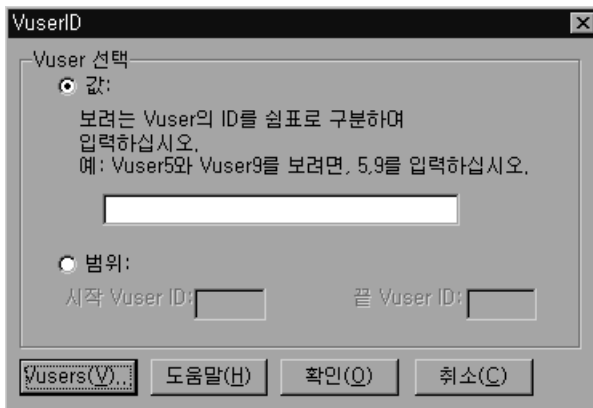 VuserID
Vuser 선택
값:
보려는 Vuser의 ID를 쉼표로 구분하여
입력하십시오.
예: Vuser5와 Vuser9를 보려면, 5,9를 입력하십시오.
범위:
시작 Vuser ID: 끝 Vuser ID:
Vusers(V)... 도움말(H) 확인(O) 취소(C)